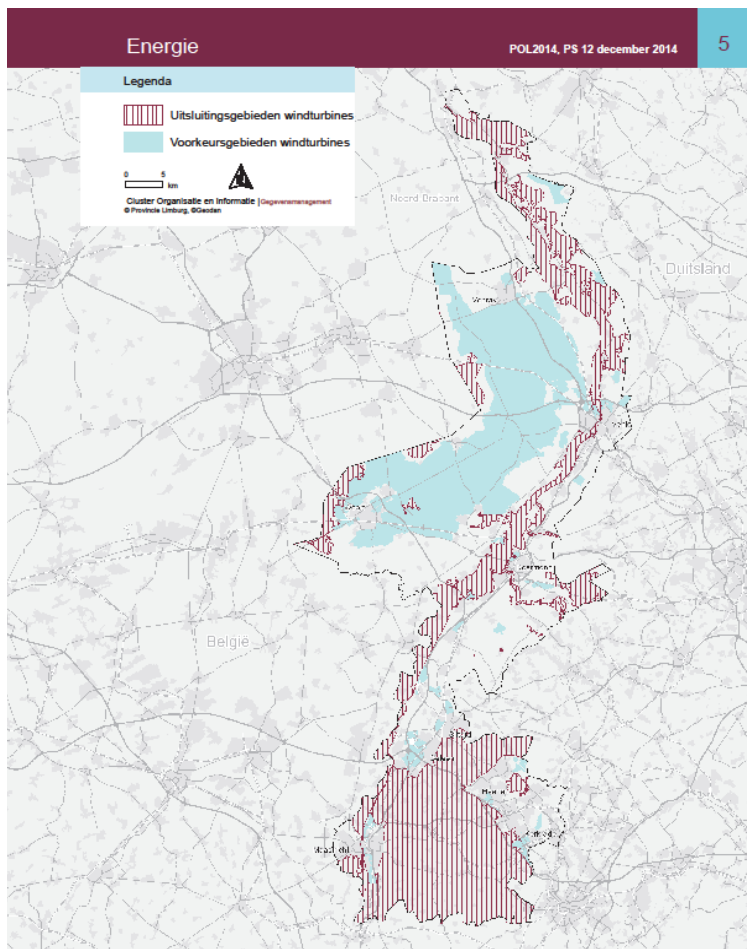 Energie
POL2014, PS 12 december 2014
5
Legenda
Uitsluitingsgebieden windturbines
Voorkeursgebieden windturbines
0 5
km
Cluster Organisatie en Informatie | Gegevensmanagement
© Provincie Limburg, ©Geodan
Noord-Brabant
Duitsland
België
Maastricht